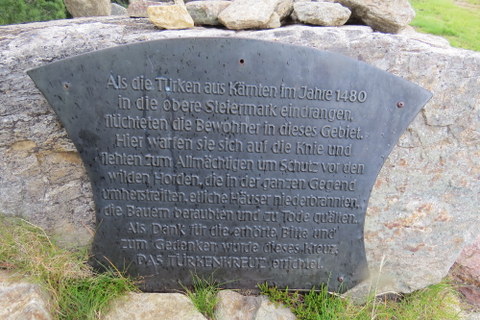 Als die Türken aus Kärnten im Jahre 1480
in die obere Steiermark eindrangen,
flüchteten die Bewohner in dieses Gebiet.
Hier warfen sie sich auf die Knie und
flehten zum Allmächtigen um Schutz vor den
wilden Horden, die in der ganzen Gegend
umherstreiften, etliche Häuser niederbrannten,
die Bauern beraubten und zu Tode quälten.
Als Dank für die erhörte Bitte und
zum Gedenken wurde dieses Kreuz,
DAS TÜRKENKREUZ errichtet.